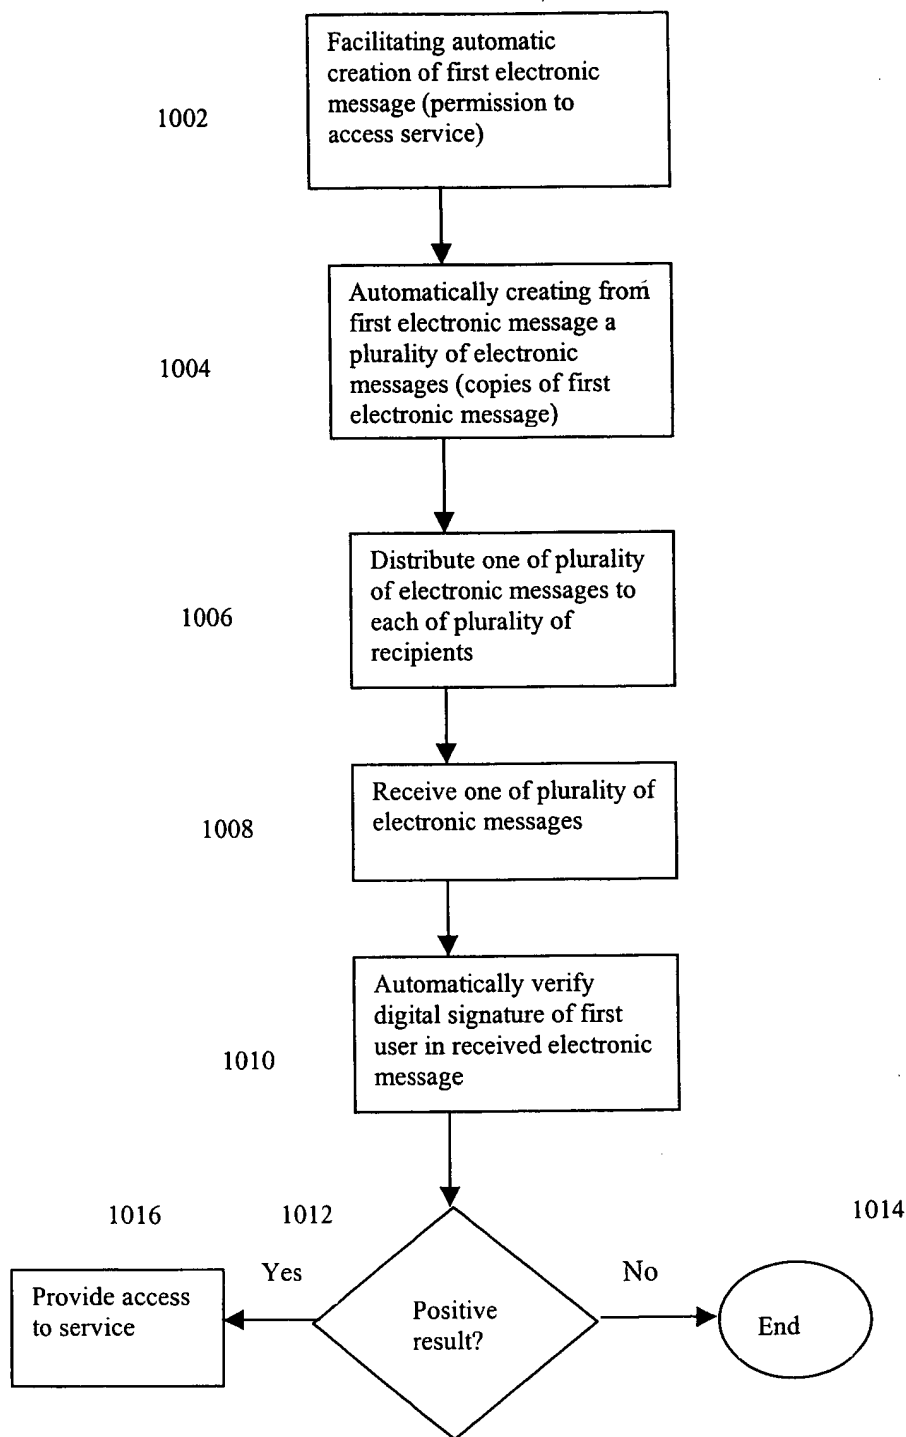 Facilitating automatic
creation of first electronic
message (permission to
access service)
1002
Automatically creating from
first electronic message a
plurality of electronic
messages (copies of first
electronic message)
1004
Distribute one of plurality
of electronic messages to
each of plurality of
recipients
1006
Receive one of plurality of
electronic messages
1008
Automatically verify
digital signature of first
user in received electronic
message
1010
1016
1012
1014
Yes
No
Provide access
to service
Positive
result?
End